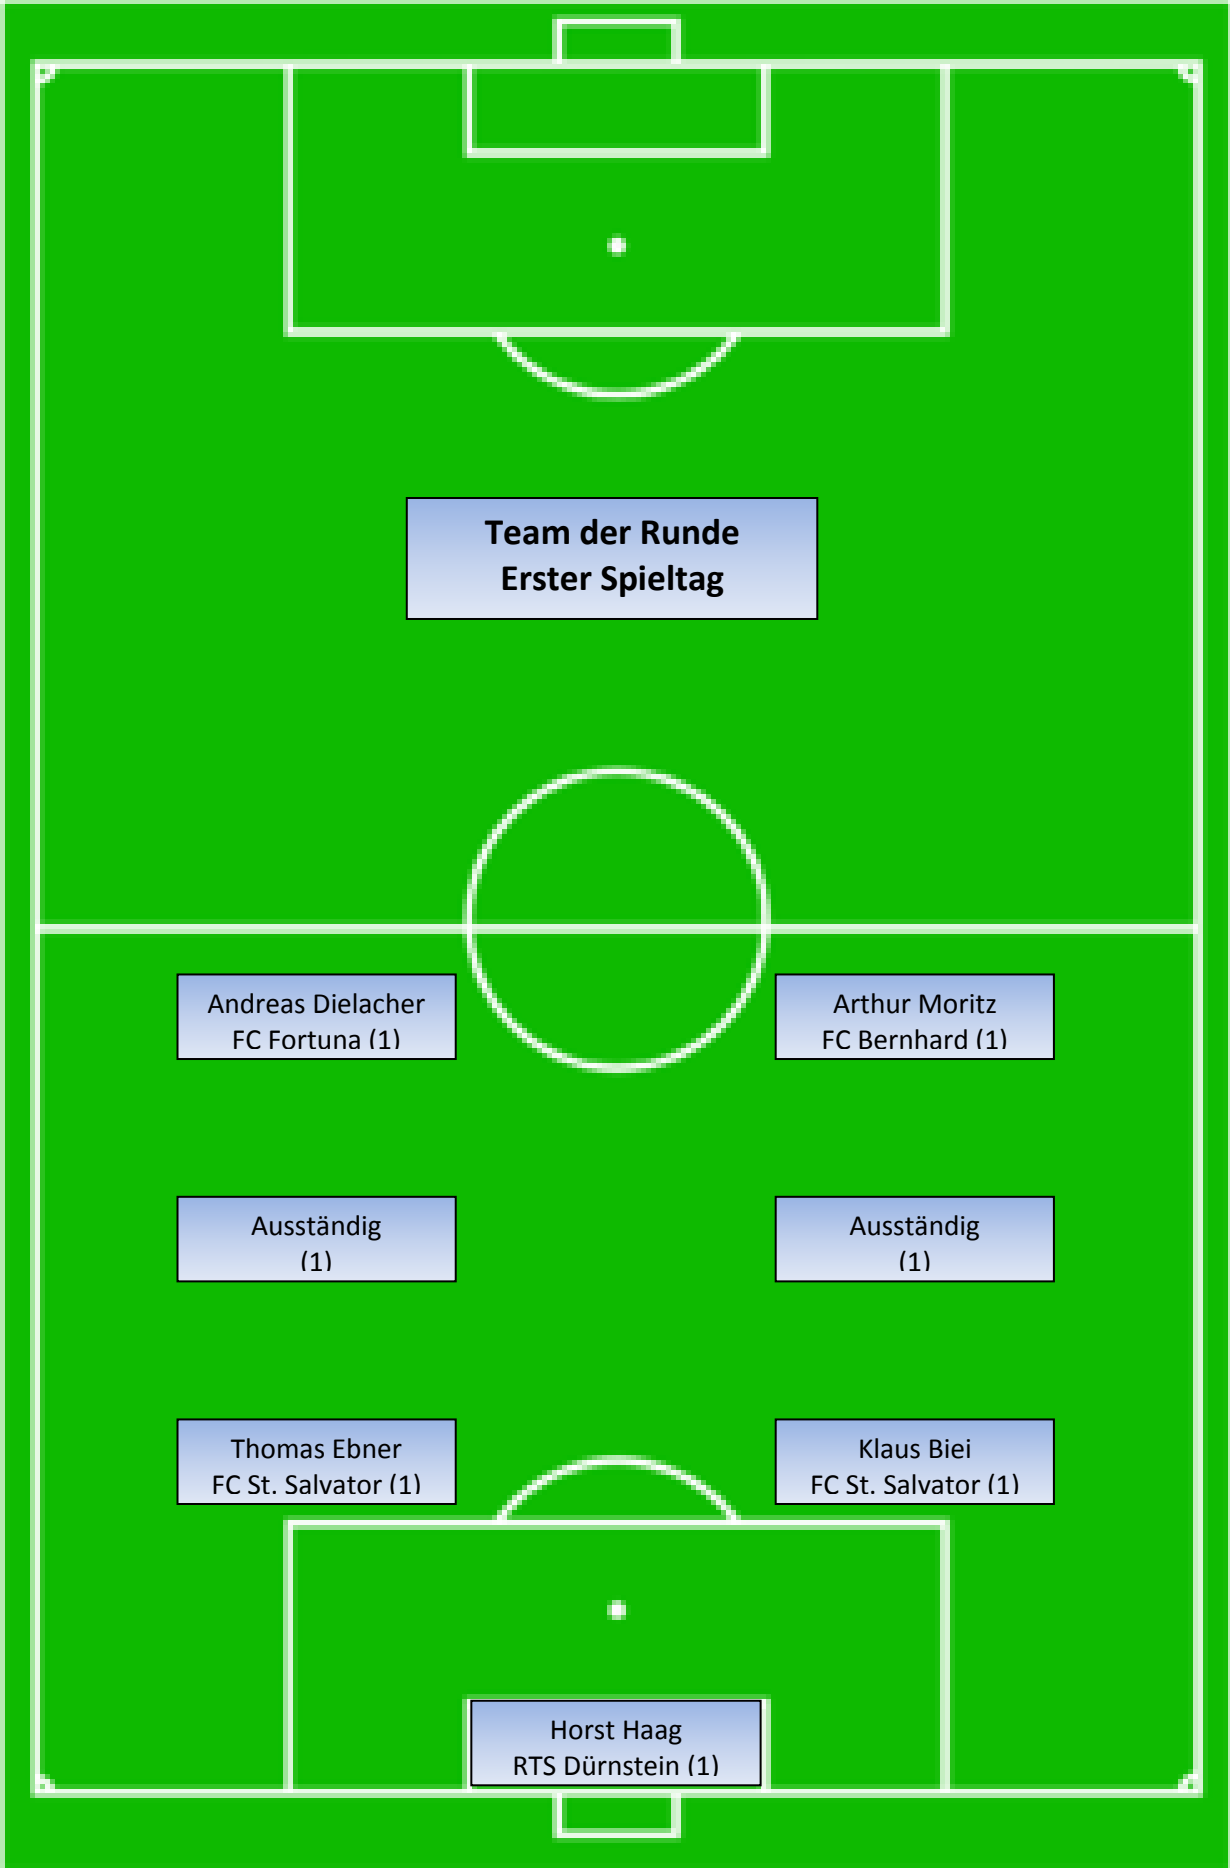 Team der Runde
Erster Spieltag
Andreas Dielacher
FC Fortuna (1)
Arthur Moritz
FC Bernhard (1)
Ausständig
(1)
Ausständig
(1)
Thomas Ebner
FC St. Salvator (1)
Klaus Biei
FC St. Salvator (1)
Horst Haag
RTS Dürnstein (1)